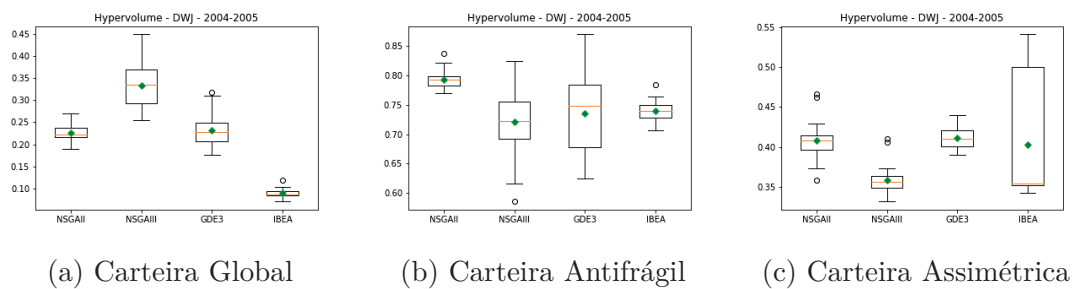 Hypervolume - DWJ - 2004-2005
0.45
0.40
0.35
0.30
0.25
0.20
0.15
0.10
NSGAII NSGAIII GDE3 IBEA
(a) Carteira Global
Hypervolume - DWJ - 2004-2005
0.85
0.80
0.75
0.70
0.65
0.60
NSGAII NSGAIII GDE3 IBEA
(b) Carteira Antifrágil
Hypervolume - DWJ - 2004-2005
0.55
0.50
0.45
0.40
0.35
NSGAII NSGAIII GDE3 IBEA
(c) Carteira Assimétrica